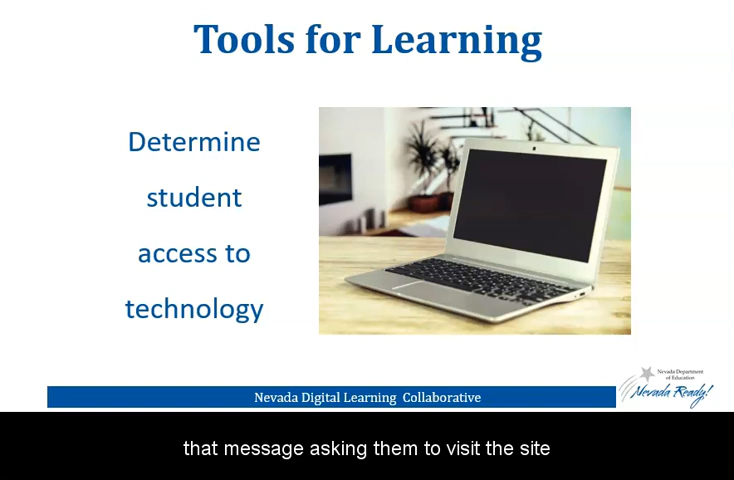 Tools for Learning
Determine
student
access to
technology
Nevada Digital Learning Collaborative
Nevada Department
of Education
Nevada Ready!
that message asking them to visit the site